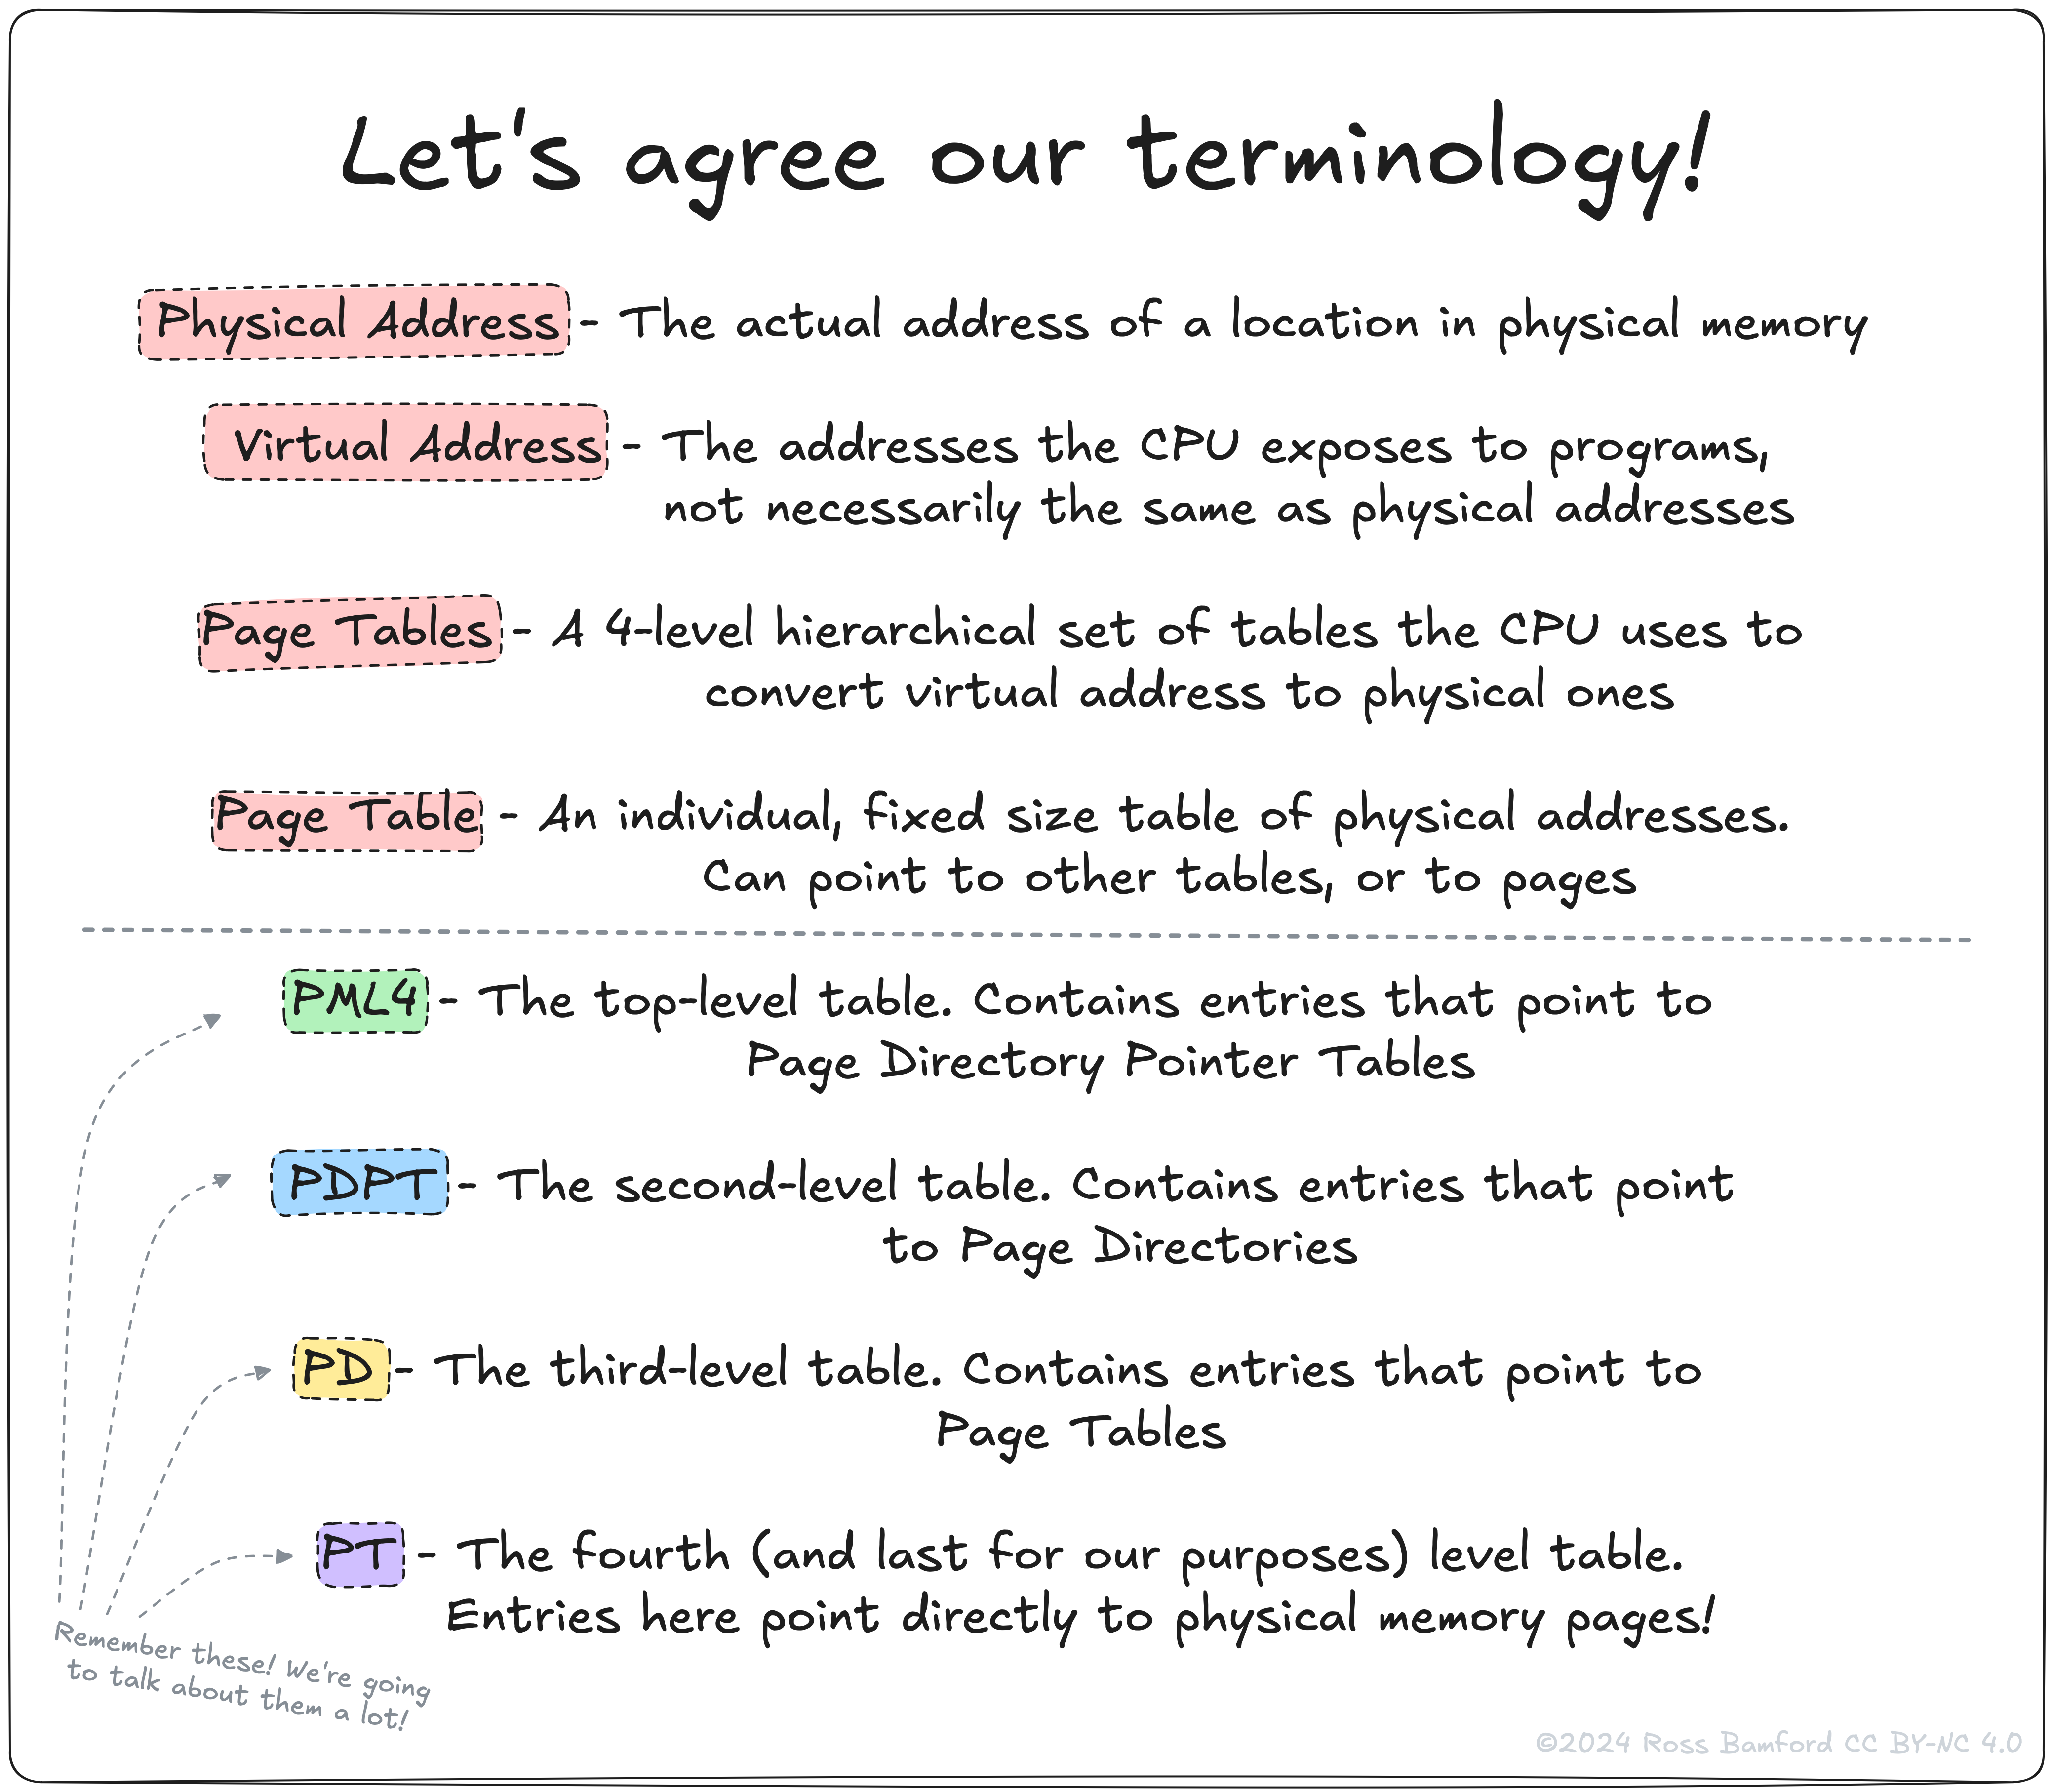 Let's agree our terminology!
Physical Address - The actual address of a location in physical memory
Virtual Address - The addresses the CPU exposes to programs,
not necessarily the same as physical addresses
Page Tables - A 4-level hierarchical set of tables the CPU uses to
convert virtual address to physical ones
Page Table - An individual, fixed size table of physical addresses.
Can point to other tables, or to pages
PML4 - The top-level table. Contains entries that point to
Page Directory Pointer Tables
PDPT - The second-level table. Contains entries that point
to Page Directories
PD - The third-level table. Contains entries that point to
Page Tables
PT - The fourth (and last for our purposes) level table.
Entries here point directly to physical memory pages!
Remember these! We're going
to talk about them a lot!
©2024 Ross Bamford CC BY-NC 4.0